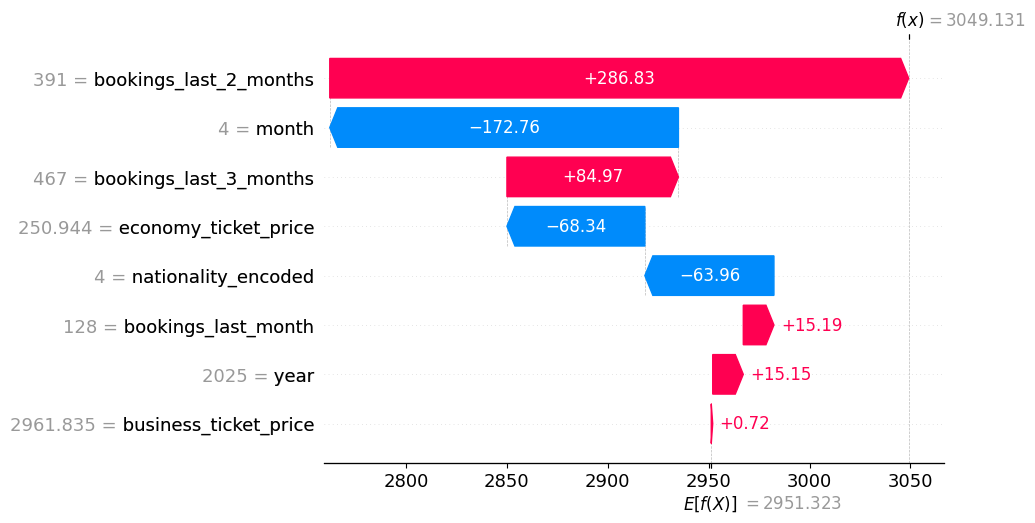 f(x) = 3049.131
391 = bookings_last_2_months +286.83
4 = month −172.76
467 = bookings_last_3_months +84.97
250.944 = economy_ticket_price −68.34
4 = nationality_encoded −63.96
128 = bookings_last_month +15.19
2025 = year +15.15
2961.835 = business_ticket_price +0.72
2800 2850 2900 2950 3000 3050
E[f(X)] = 2951.323